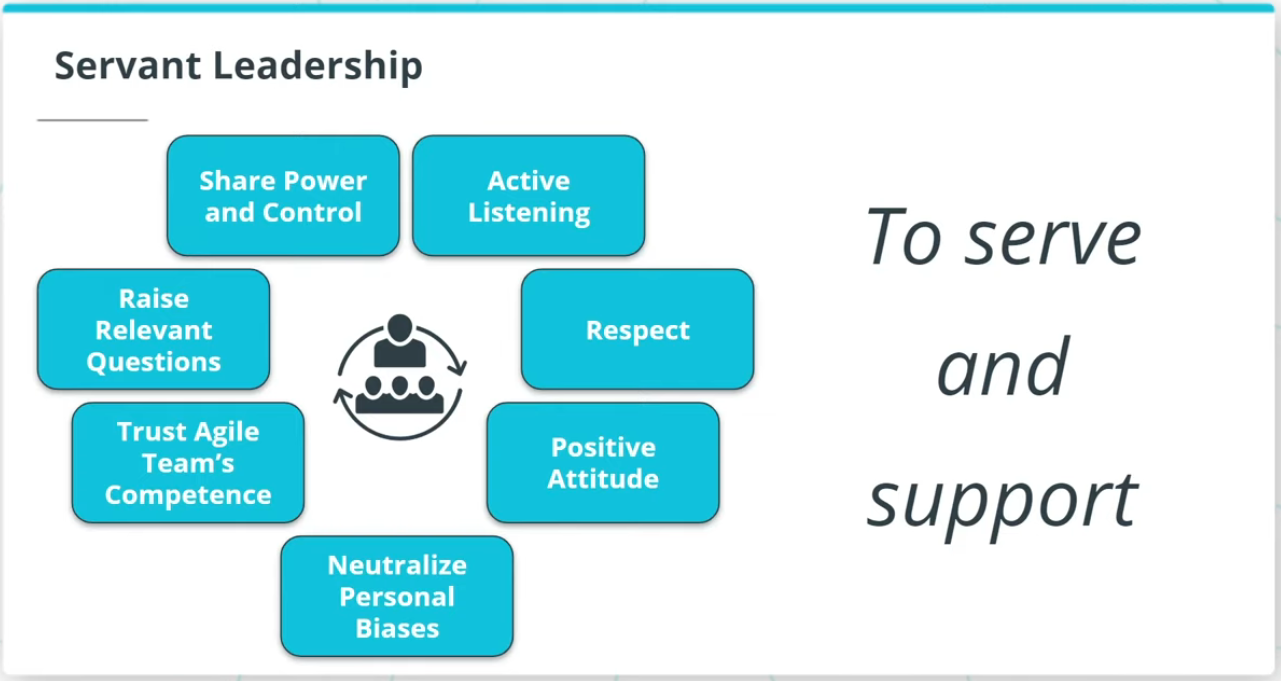 Servant Leadership
Share Power
and Control
Active
Listening
Raise
Relevant
Questions
Respect
Trust Agile
Team’s
Competence
Positive
Attitude
Neutralize
Personal
Biases
To serve
and
support